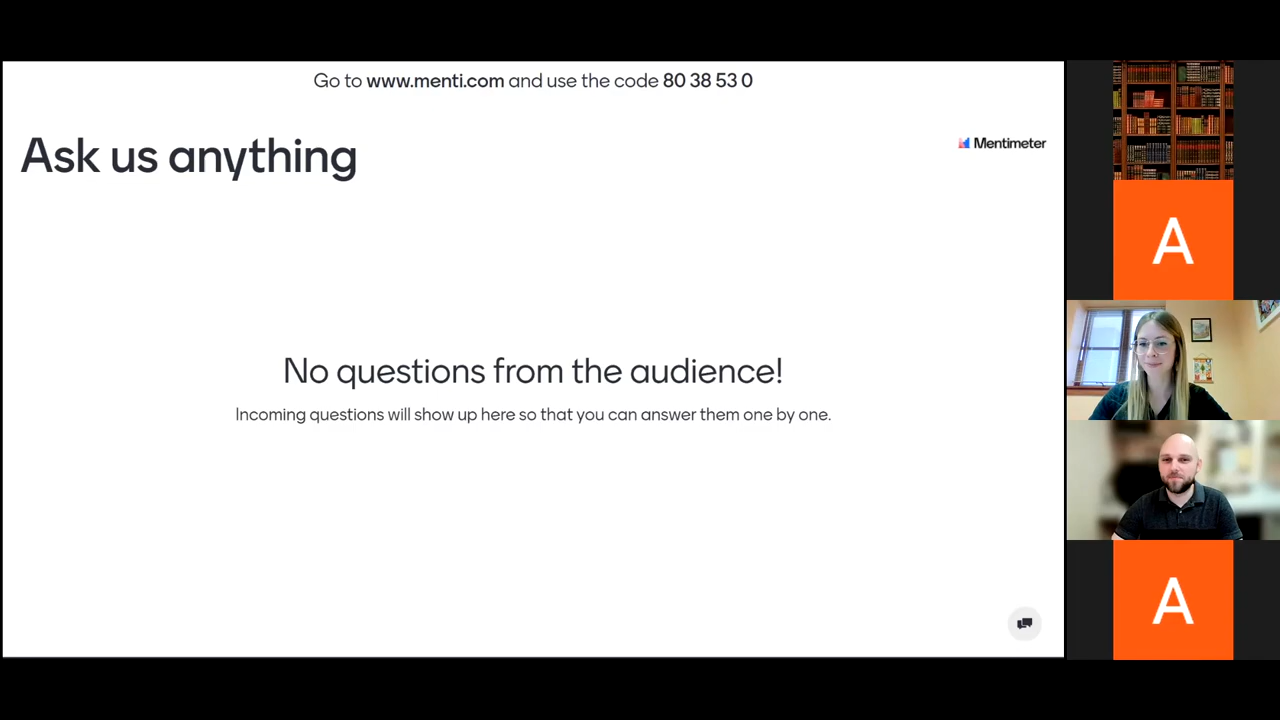 Go to www.menti.com and use the code 80 38 53 0
Ask us anything
Mentimeter
No questions from the audience!
Incoming questions will show up here so that you can answer them one by one.
A
A